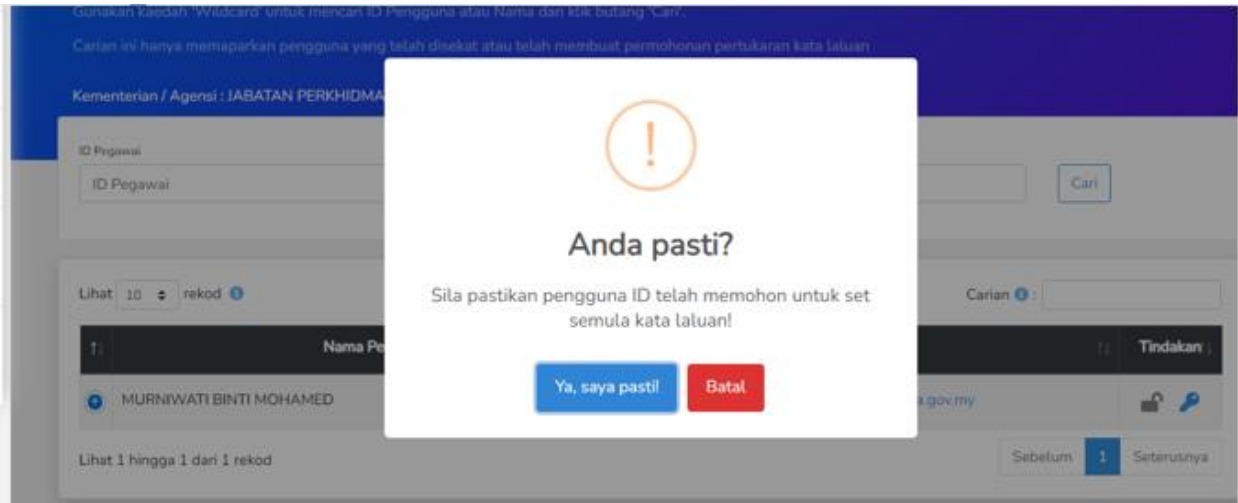 Gunakan kaedah 'Wildcard' untuk mencari ID Pengguna atau Nama dan klik butang 'Cari'.
Carian ini hanya memaparkan pengguna yang telah disekat atau telah membuat permohonan pertukaran kata laluan
Kementerian / Agensi : JABATAN PERKHIDMA
!
ID Pegawai
ID Pegawai
Cari
Anda pasti?
Sila pastikan pengguna ID telah memohon untuk set
semula kata laluan!
Lihat 10 rekod
Carian :
Nama Pe
Tindakan
Ya, saya pasti!
Batal
MURNIWATI BINTI MOHAMED
a.gov.my
Lihat 1 hingga 1 dari 1 rekod
Sebelum 1 Seterusnya